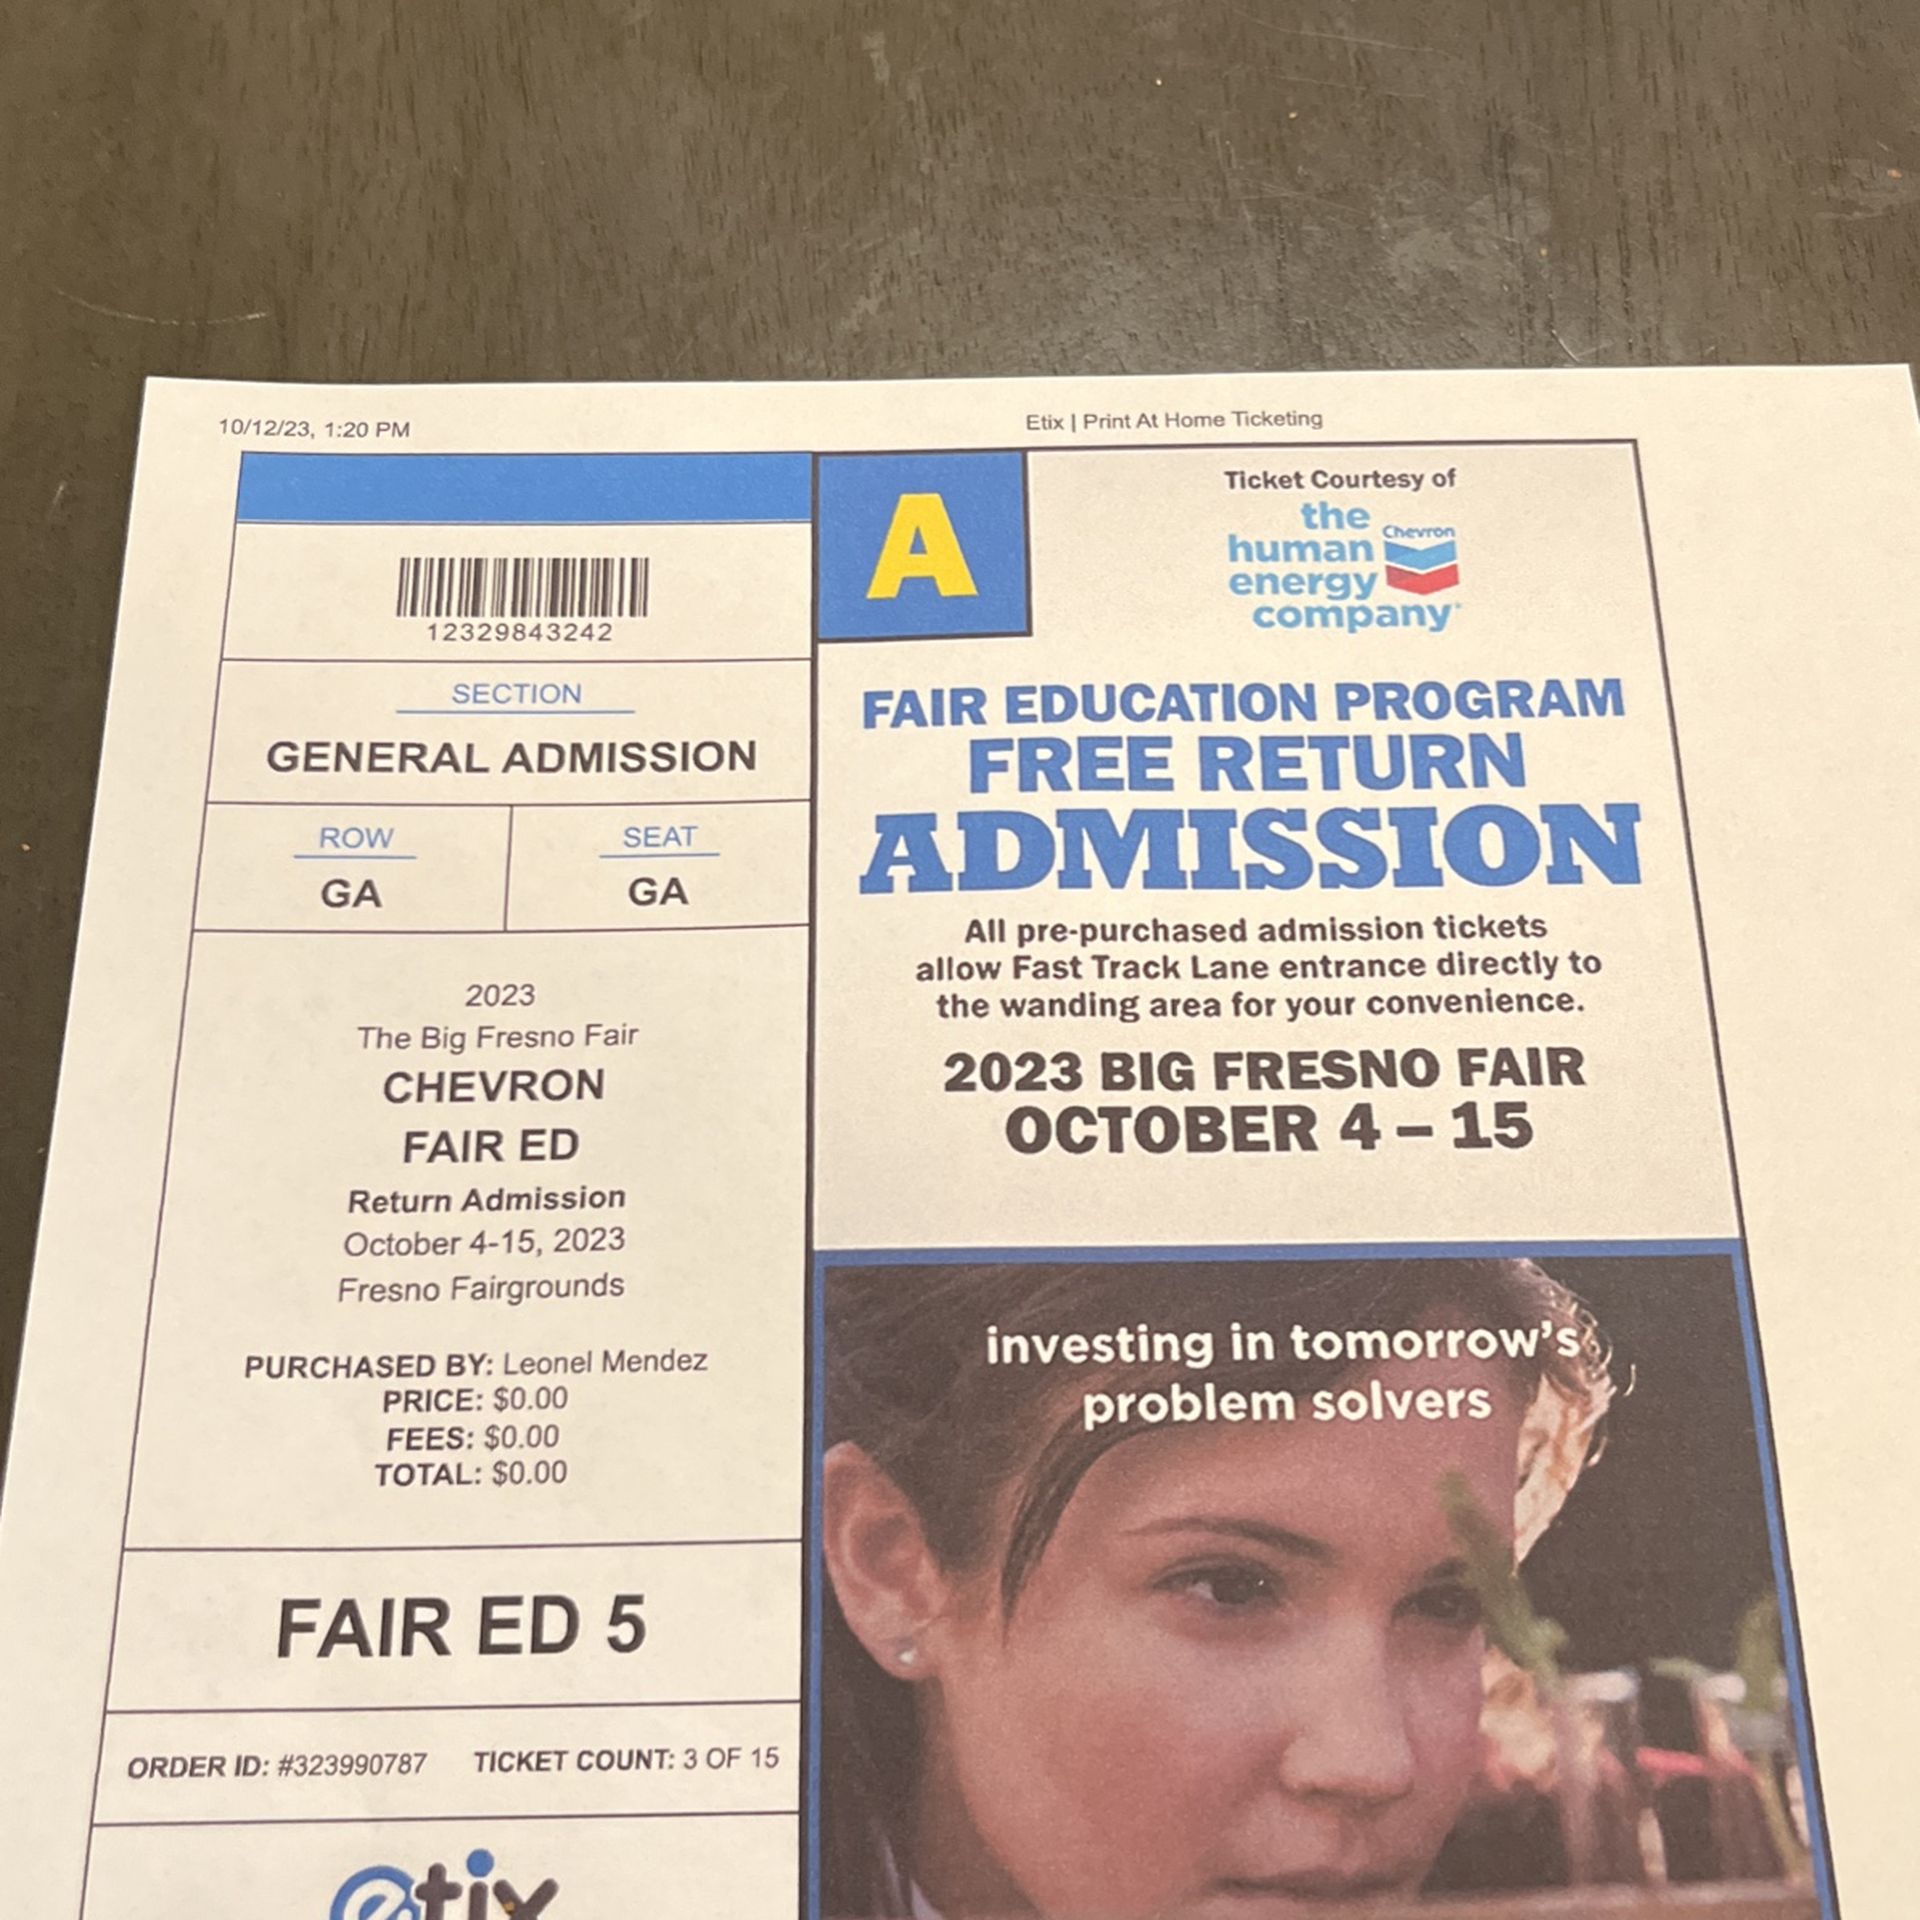 10/12/23, 1:20 PM
Etix | Print At Home Ticketing
12329843242
SECTION
GENERAL ADMISSION
ROW
GA
SEAT
GA
2023
The Big Fresno Fair
CHEVRON
FAIR ED
Return Admission
October 4-15, 2023
Fresno Fairgrounds
PURCHASED BY: Leonel Mendez
PRICE: $0.00
FEES: $0.00
TOTAL: $0.00
FAIR ED 5
ORDER ID: #323990787
TICKET COUNT: 3 OF 15
etix
A
Ticket Courtesy of
the
human
energy
company
Chevron
FAIR EDUCATION PROGRAM
FREE RETURN
ADMISSION
All pre-purchased admission tickets
allow Fast Track Lane entrance directly to
the wanding area for your convenience.
2023 BIG FRESNO FAIR
OCTOBER 4 – 15
investing in tomorrow's
problem solvers